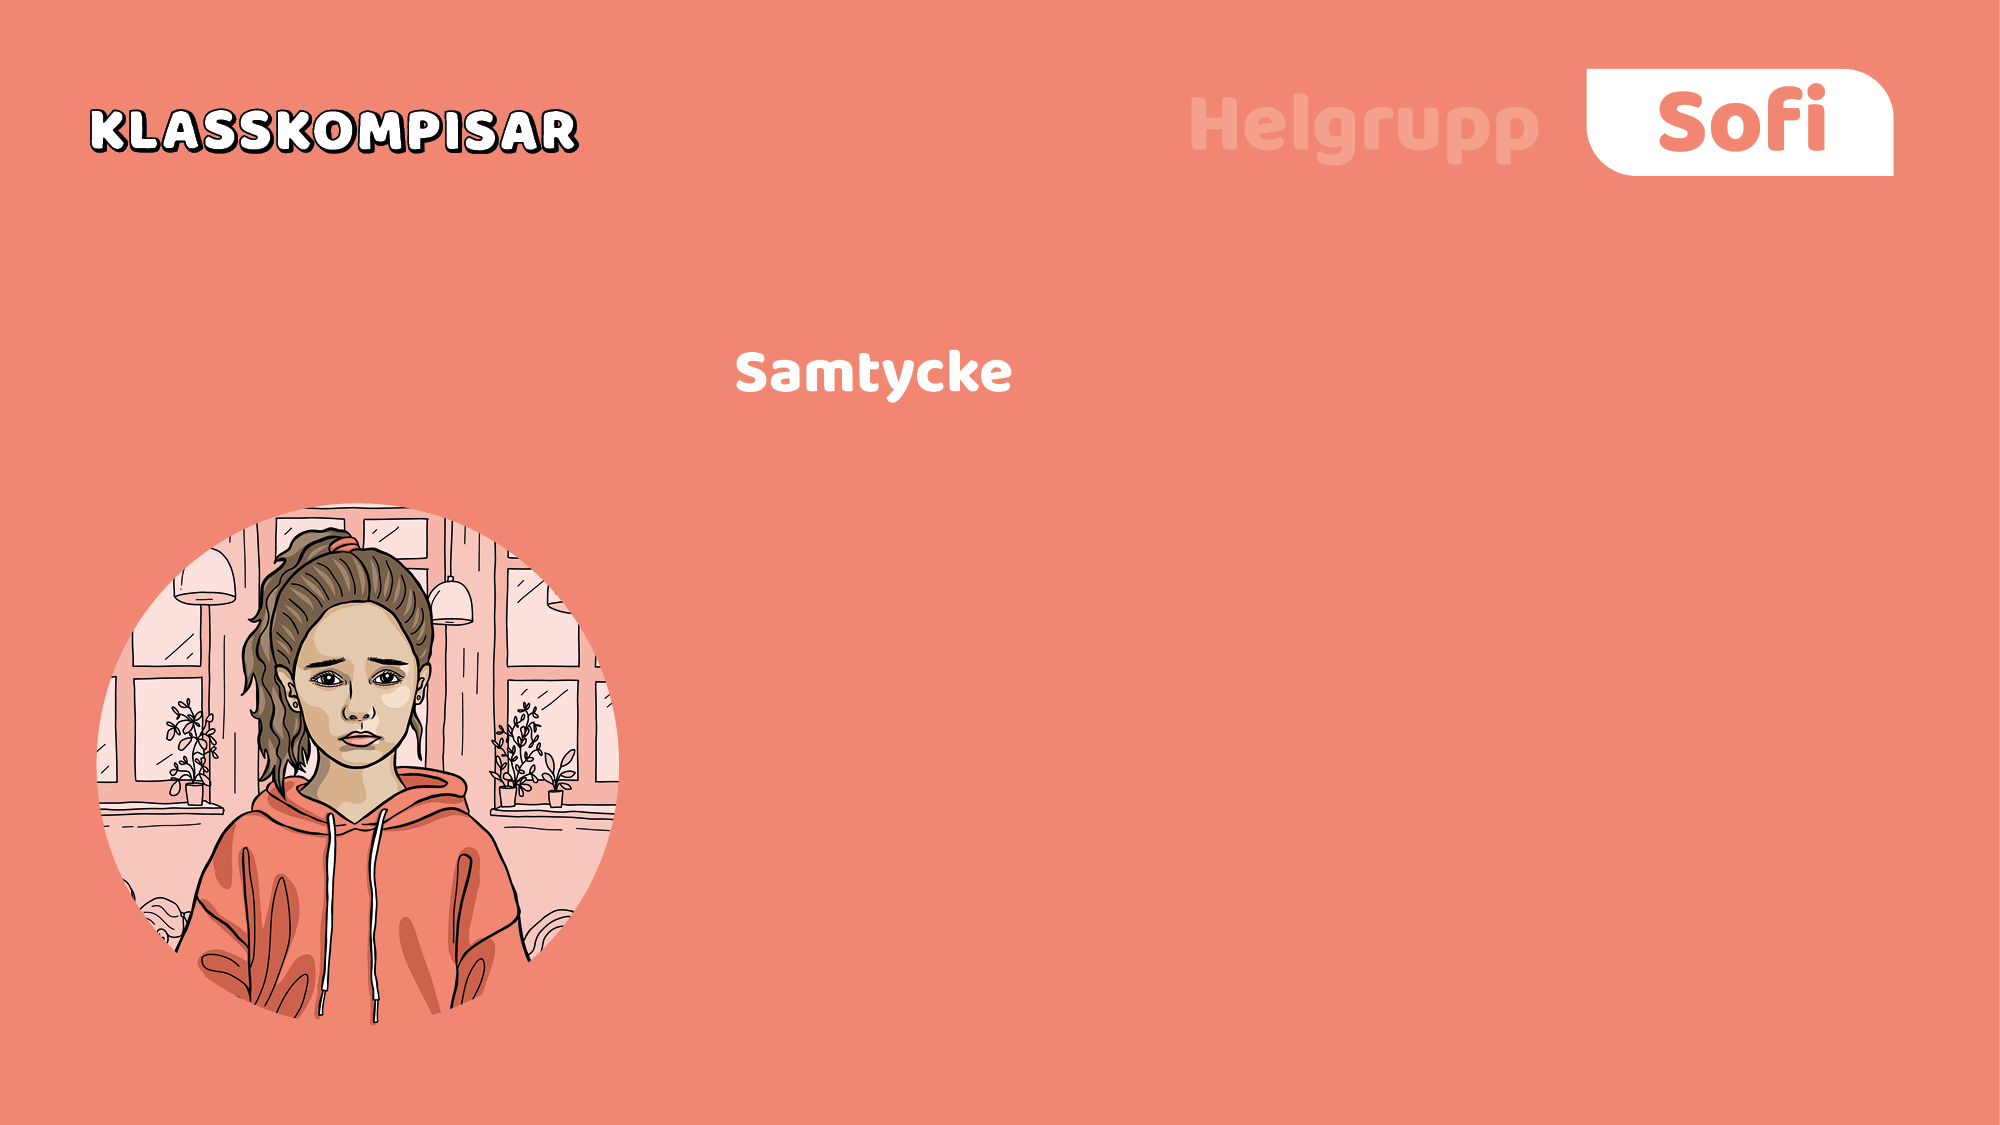 KLASSKOMPISAR
Helgrupp
Sofi
Samtycke